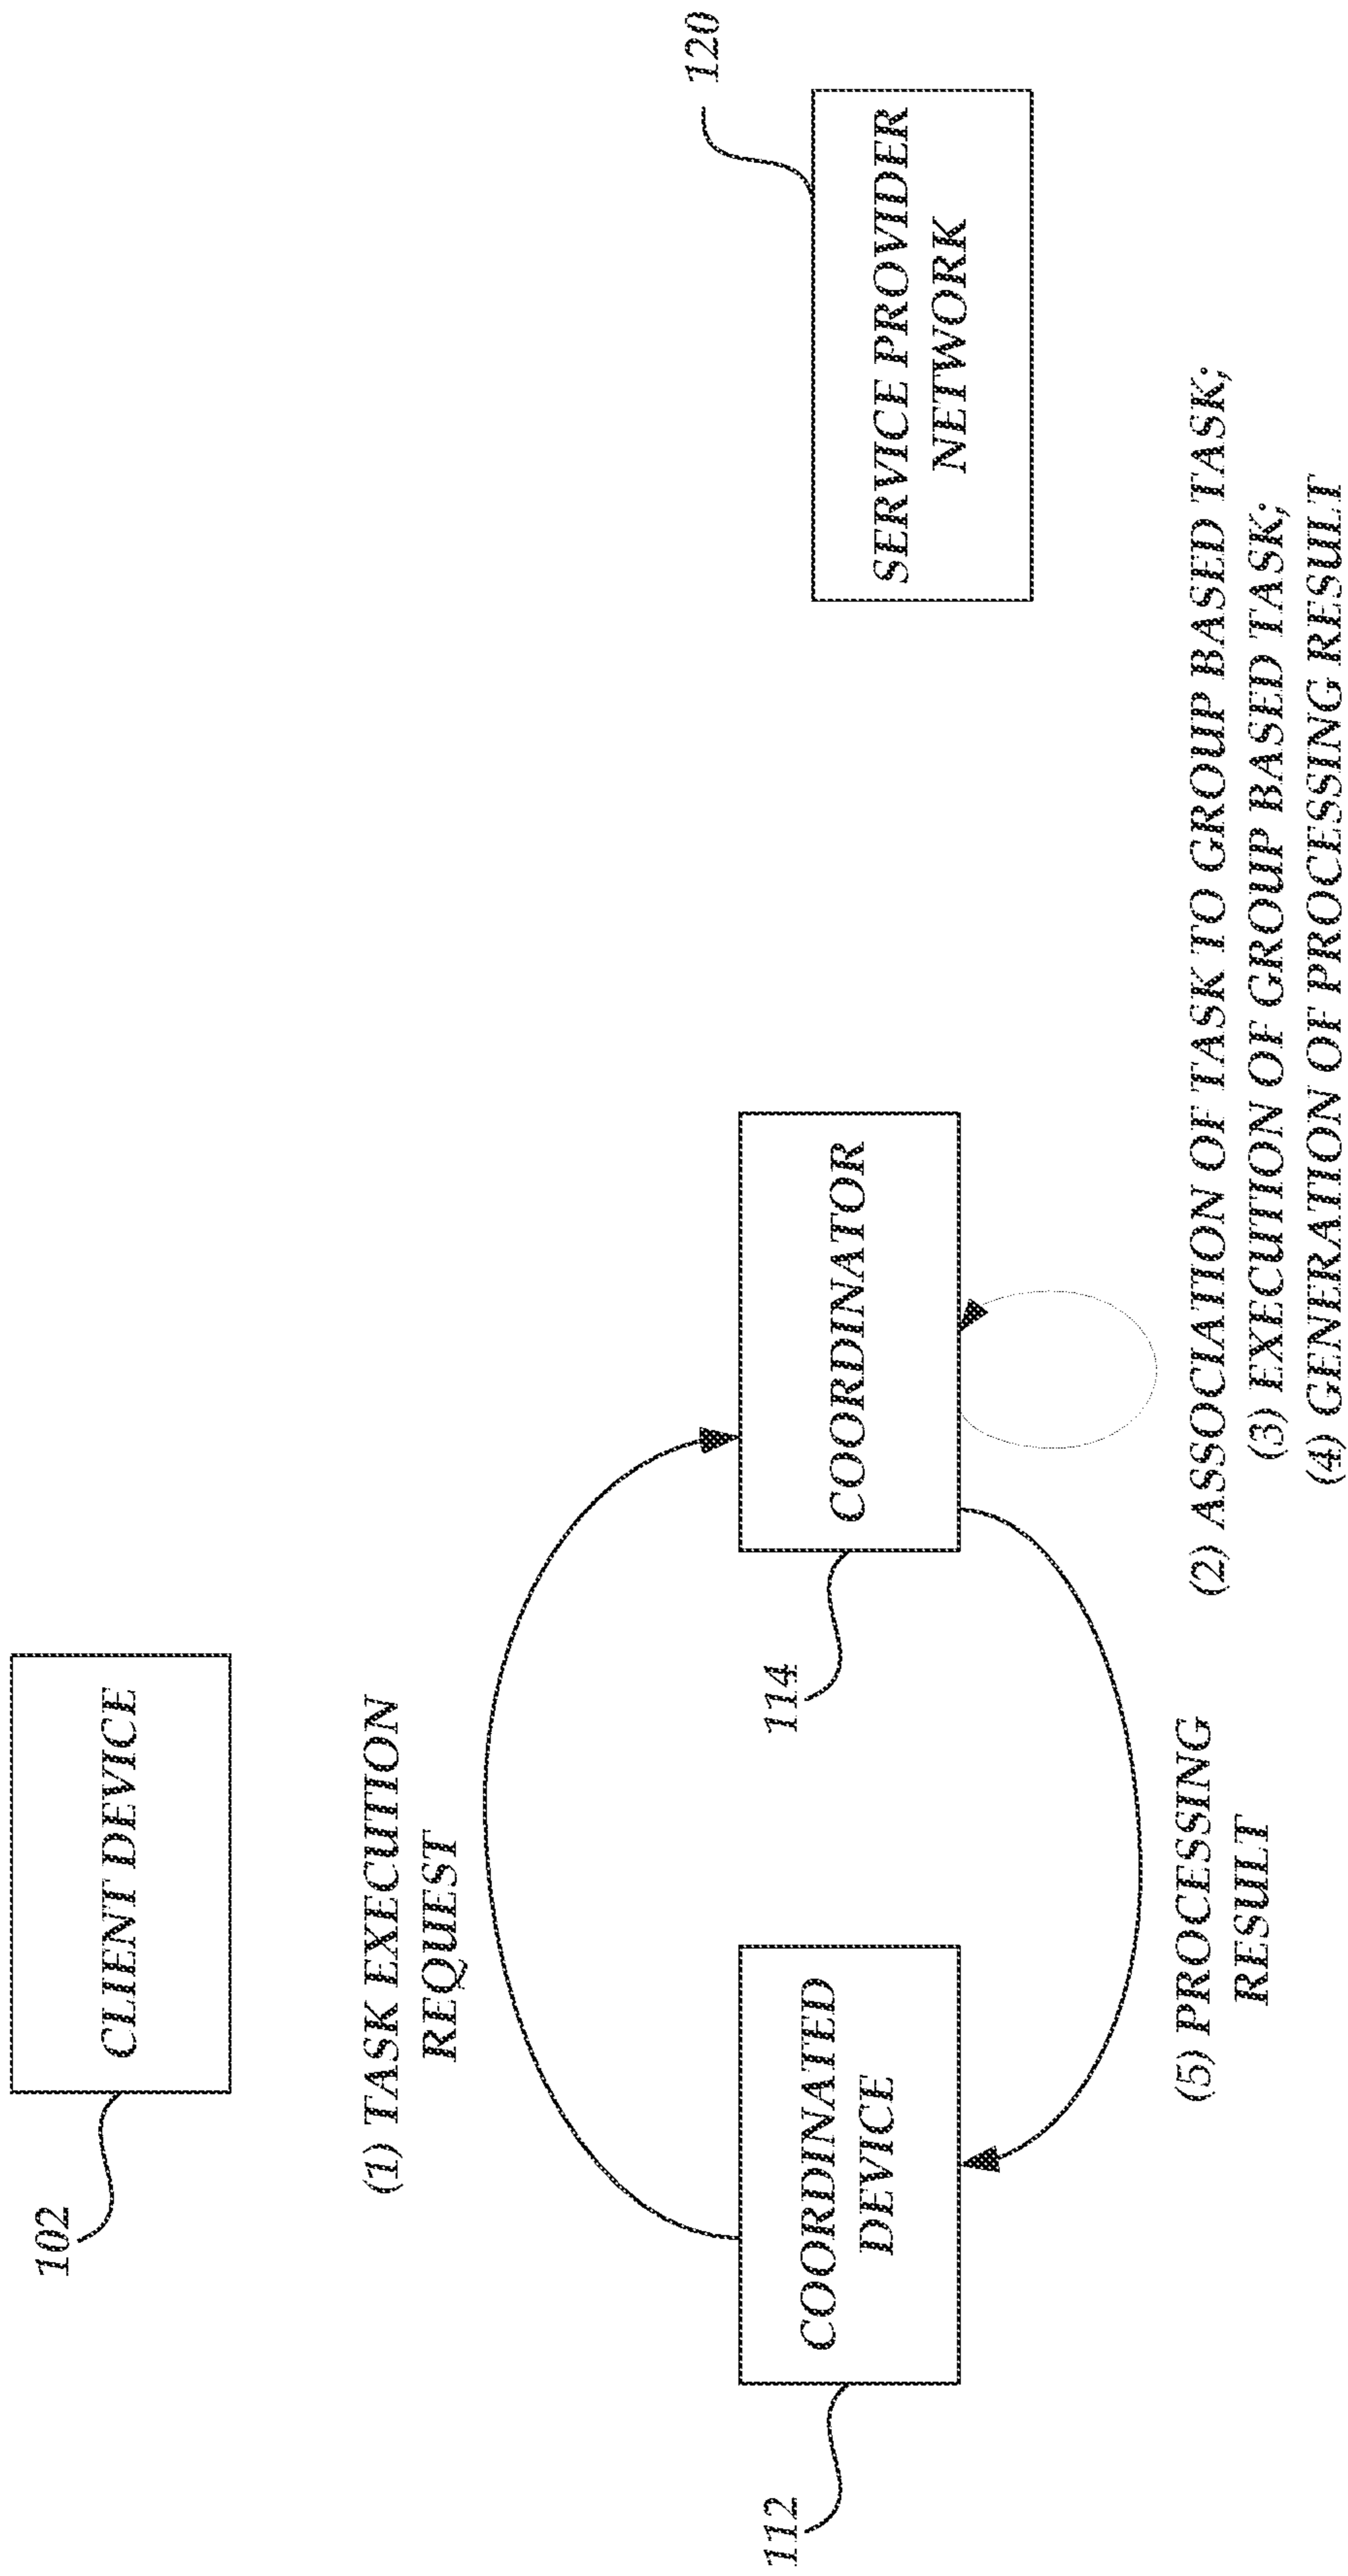 102
CLIENT DEVICE
(1) TASK EXECUTION
REQUEST
120
112
COORDINATED
DEVICE
114
COORDINATOR
SERVICE PROVIDER
NETWORK
(5) PROCESSING
RESULT
(2) ASSOCIATION OF TASK TO GROUP BASED TASK;
(3) EXECUTION OF GROUP BASED TASK;
(4) GENERATION OF PROCESSING RESULT